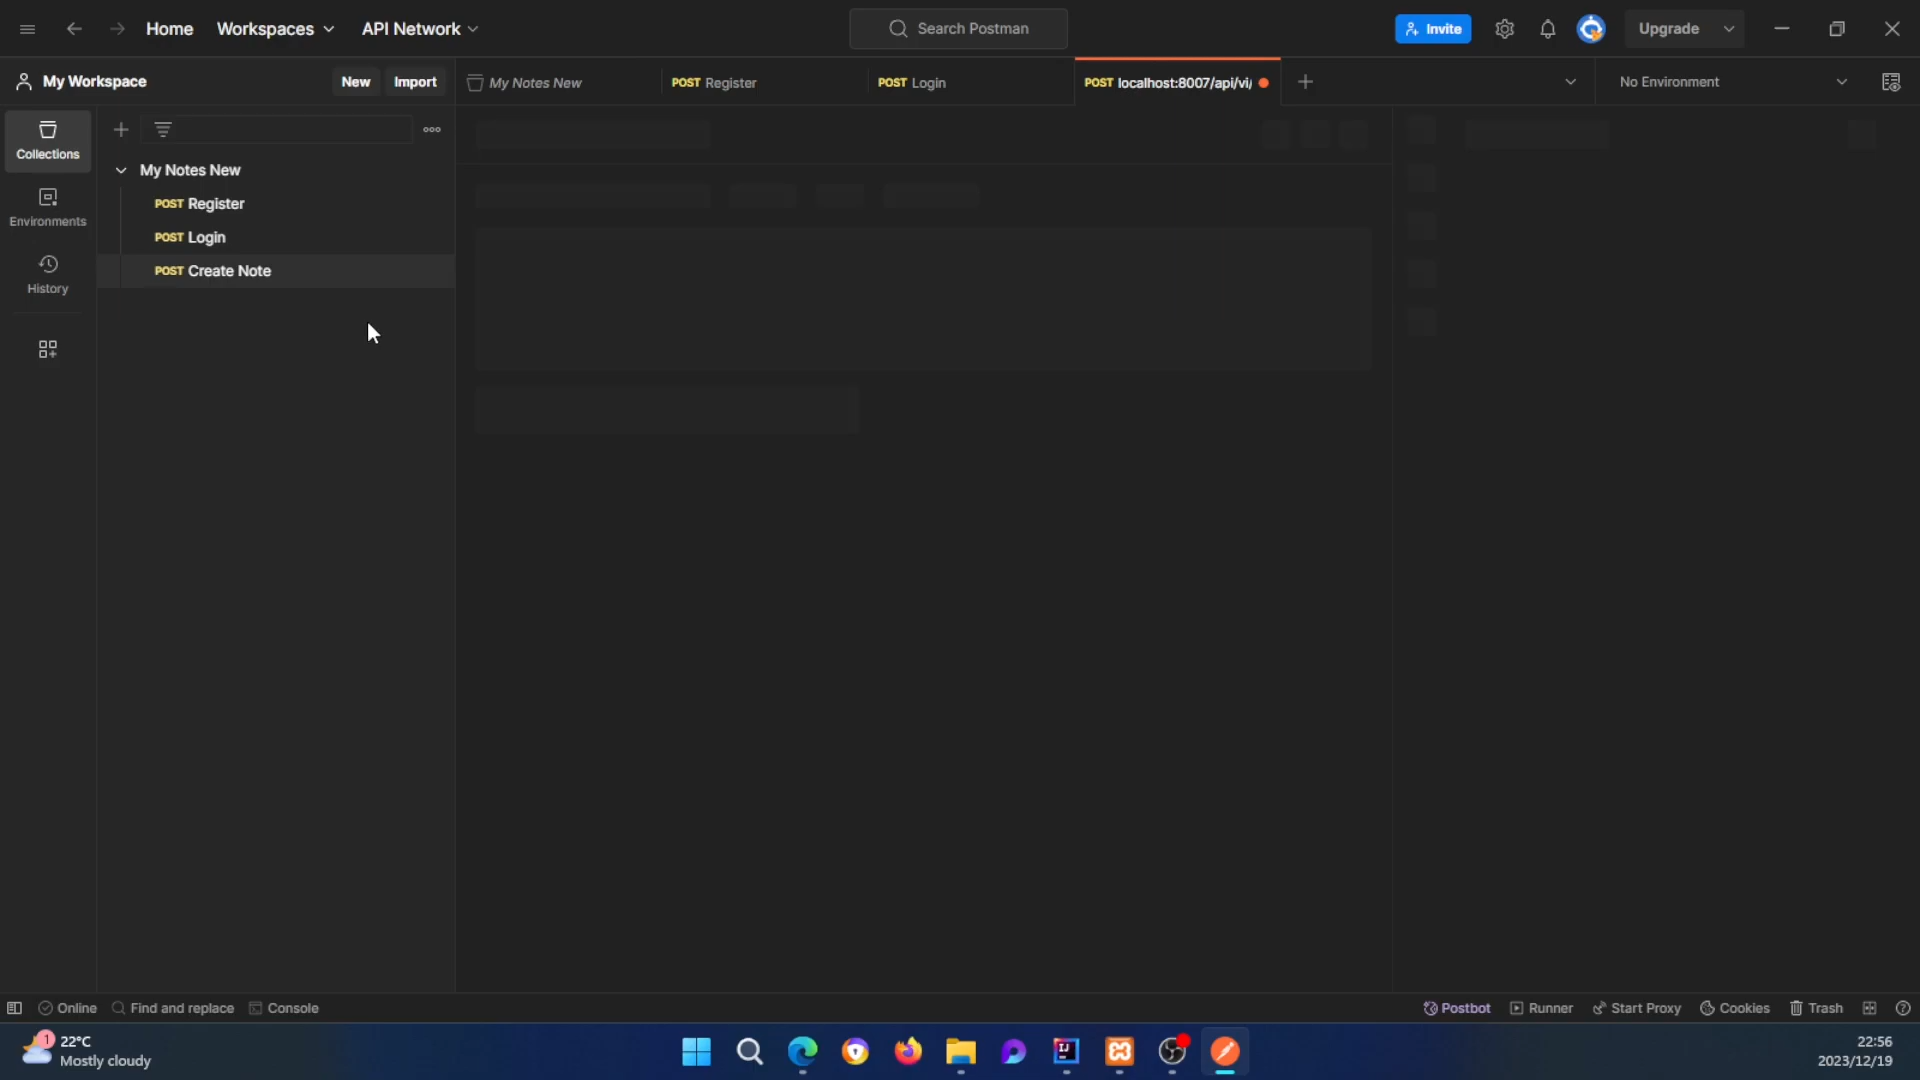 Home Workspaces API Network Search Postman Invite Upgrade
My Workspace New Import My Notes New POST Register POST Login POST localhost:8007/api/vi/ No Environment
Collections
My Notes New
POST Register
Environments
POST Login
POST Create Note
History
Online Find and replace Console Postbot Runner Start Proxy Cookies Trash
1 22°C
Mostly cloudy
22:56
2023/12/19